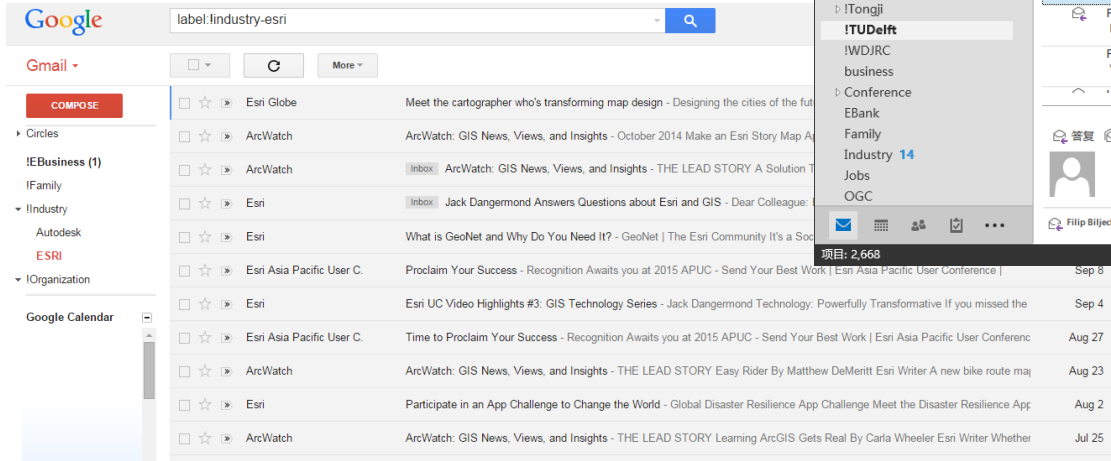 Google
label:!industry-esri
Gmail
More
COMPOSE
Circles
!EBusiness (1)
!Family
!Industry
Autodesk
ESRI
!Organization
Google Calendar
Esri Globe Meet the cartographer who's transforming map design - Designing the cities of the fut
ArcWatch ArcWatch: GIS News, Views, and Insights - October 2014 Make an Esri Story Map Ap
ArcWatch Inbox ArcWatch: GIS News, Views, and Insights - THE LEAD STORY A Solution T
Esri Inbox Jack Dangermond Answers Questions about Esri and GIS - Dear Colleague:
Esri What is GeoNet and Why Do You Need It? - GeoNet | The Esri Community It's a Soc
Esri Asia Pacific User C. Proclaim Your Success - Recognition Awaits you at 2015 APUC - Send Your Best Work | Esri Asia Pacific User Conference | Sep 8
Esri Esri UC Video Highlights #3: GIS Technology Series - Jack Dangermond Technology: Powerfully Transformative If you missed the Sep 4
Esri Asia Pacific User C. Time to Proclaim Your Success - Recognition Awaits you at 2015 APUC - Send Your Best Work | Esri Asia Pacific User Conferenc Aug 27
ArcWatch ArcWatch: GIS News, Views, and Insights - THE LEAD STORY Easy Rider By Matthew DeMeritt Esri Writer A new bike route ma Aug 23
Esri Participate in an App Challenge to Change the World - Global Disaster Resilience App Challenge Meet the Disaster Resilience App Aug 2
ArcWatch ArcWatch: GIS News, Views, and Insights - THE LEAD STORY Learning ArcGIS Gets Real By Carla Wheeler Esri Writer Whether Jul 25
!Tongji
!TUDelft
!WDJRC
business
Conference
EBank
Family
Industry 14
Jobs
OGC
项目: 2,668
答复
Filip Biljed